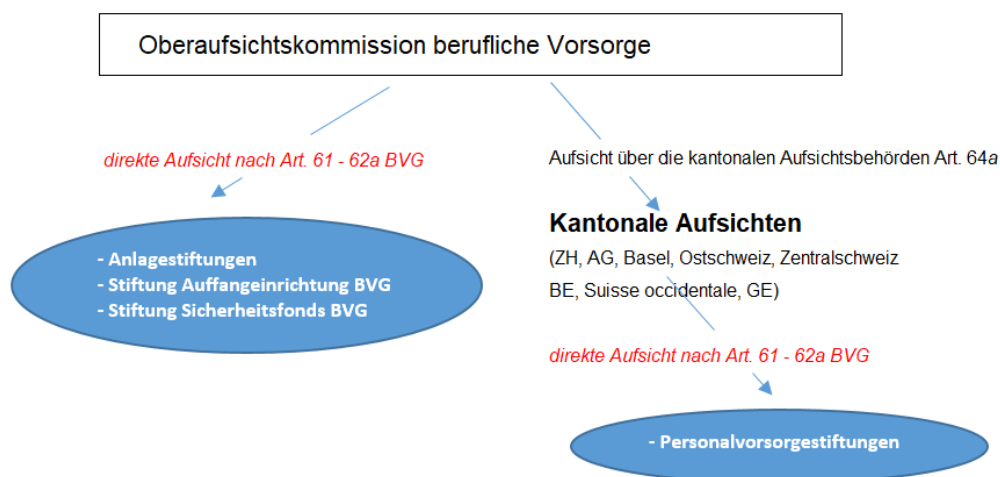 Oberaufsichtskommission berufliche Vorsorge
direkte Aufsicht nach Art. 61 - 62a BVG
- Anlagestiftungen
- Stiftung Auffangeinrichtung BVG
- Stiftung Sicherheitsfonds BVG
Aufsicht über die kantonalen Aufsichtsbehörden Art. 64a
Kantonale Aufsichten
(ZH, AG, Basel, Ostschweiz, Zentralschweiz
BE, Suisse occidentale, GE)
direkte Aufsicht nach Art. 61 - 62a BVG
- Personalvorsorgestiftungen